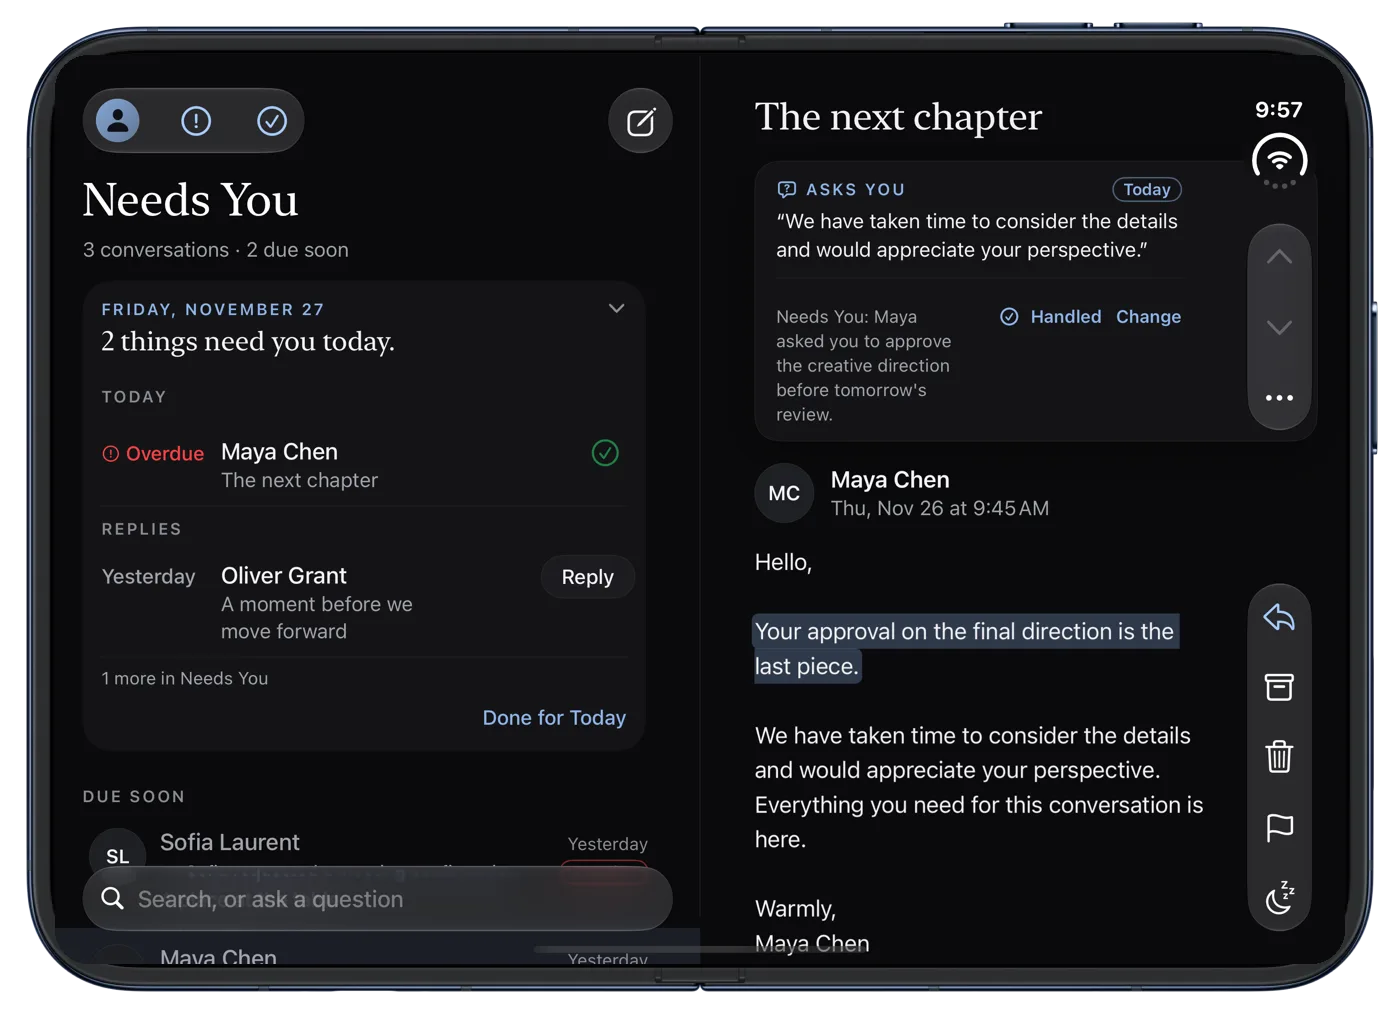 Needs You
3 conversations · 2 due soon
FRIDAY, NOVEMBER 27
2 things need you today.
TODAY
Overdue
Maya Chen
The next chapter
REPLIES
Yesterday
Oliver Grant
Reply
A moment before we
move forward
1 more in Needs You
Done for Today
DUE SOON
SL
Sofia Laurent
Yesterday
Search, or ask a question
Maya Chen
Yesterday
The next chapter
9:57
ASKS YOU
Today
“We have taken time to consider the details
and would appreciate your perspective.”
Needs You: Maya
asked you to approve
the creative direction
before tomorrow's
review.
Handled
Change
MC
Maya Chen
Thu, Nov 26 at 9:45 AM
Hello,
Your approval on the final direction is the
last piece.
We have taken time to consider the details
and would appreciate your perspective.
Everything you need for this conversation is
here.
Warmly,
Maya Chen